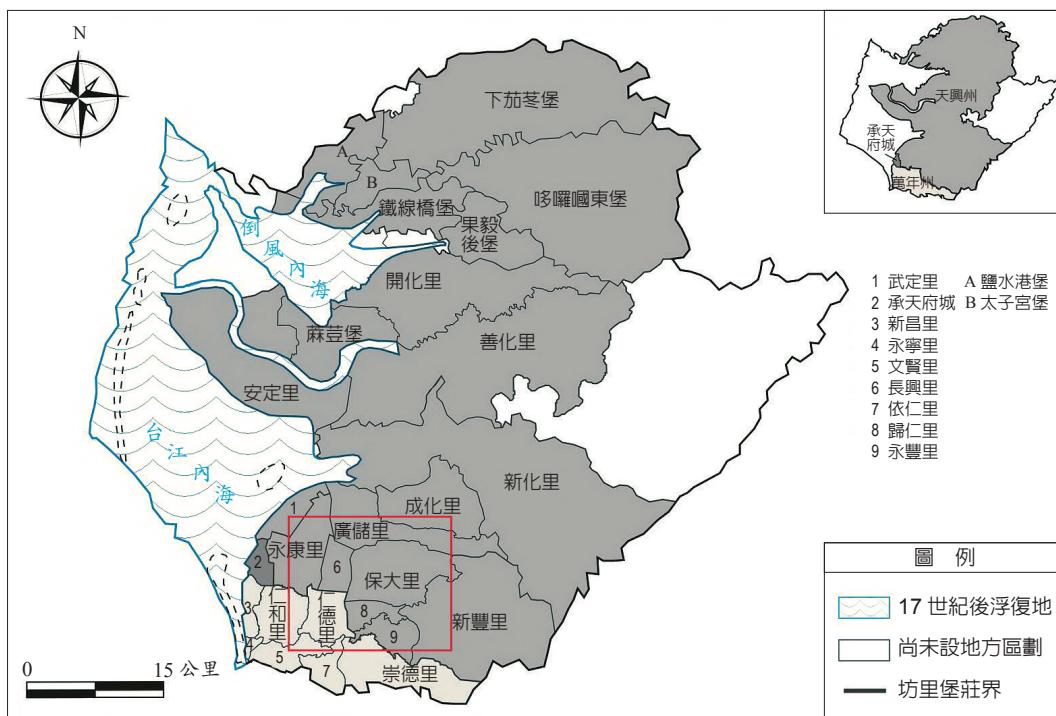 N
下茄苳堡
A
B
鐵線橋堡
果毅
後堡
哆囉嘓東堡
倒風內海
開化里
麻荳堡
善化里
安定里
台江內海
新化里
成化里
1
廣儲里
永康里
2
6
保大里
3
仁和里
仁德里
8
新豐里
9
4
5
7
崇德里
0
15 公里
天興州
承天
府城
萬年州
1 武定里 A 鹽水港堡
2 承天府城 B 太子宮堡
3 新昌里
4 永寧里
5 文賢里
6 長興里
7 依仁里
8 歸仁里
9 永豐里
圖 例
17 世紀後浮復地
尚未設地方區劃
坊里堡莊界